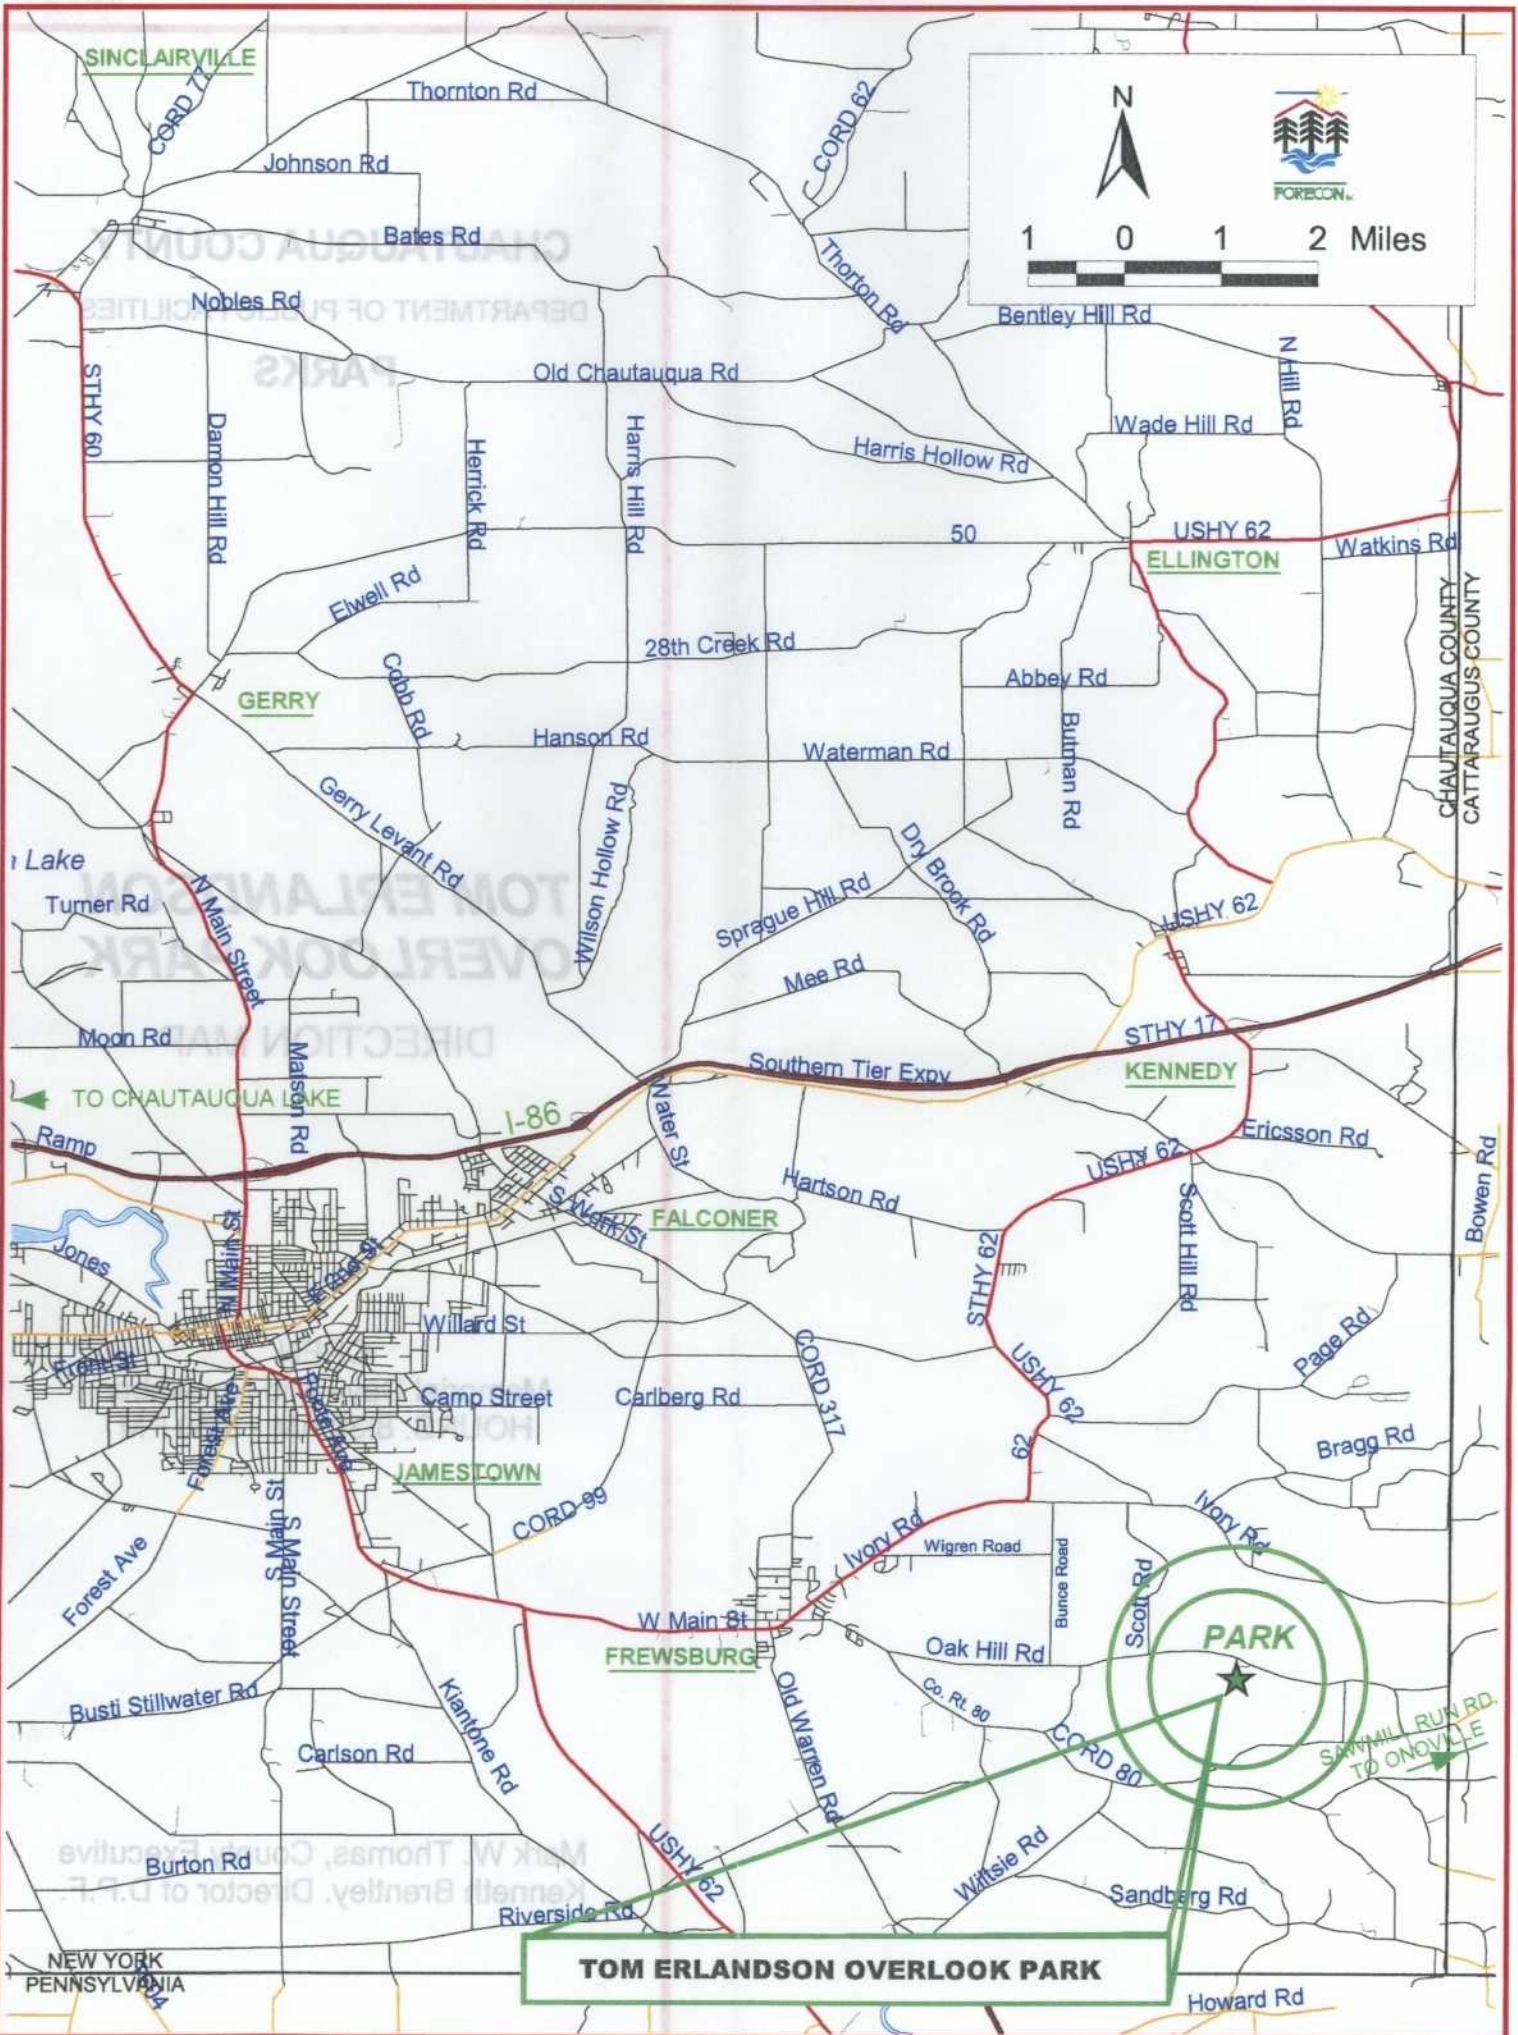 SINCLAIRVILLE
CORD 77
Thornton Rd
CORD 62
Johnson Rd
N
FORECON
1 0 1 2 Miles
Bates Rd
CHAUTAUQUA COUNTY
Thorton Rd
Nobles Rd
DEPARTMENT OF PUBLIC FACILITIES
Bentley Hill Rd
PARKS
Old Chautauqua Rd
N Hill Rd
STHY 60
Damon Hill Rd
Herrick Rd
Harris Hill Rd
Harris Hollow Rd
Wade Hill Rd
50
USHY 62
Watkins Rd
ELLINGTON
Elwell Rd
28th Creek Rd
CHAUTAUQUA COUNTY
CATTARAUGUS COUNTY
Cobb Rd
GERRY
Abbey Rd
Hanson Rd
Waterman Rd
Butman Rd
Gerry Levant Rd
Wilson Hollow Rd
Dry Brook Rd
Lake
Turner Rd
N Main Street
TOM ERLANDSON
OVERLOOK PARK
Sprague Hill Rd
USHY 62
Mee Rd
DIRECTION MAP
Moon Rd
Matson Rd
STHY 17
Southern Tier Expy
KENNEDY
TO CHAUTAUQUA LAKE
I-86
Water St
Ramp
Ericsson Rd
USHY 62
Bowen Rd
Hartson Rd
Scott Hill Rd
S Work St
FALCONER
Jones
N Main St
E 2nd St
STHY 62
Willard St
CORD 317
USHY 62
Page Rd
Front St
Forest Ave
Camp Street
Carlberg Rd
62
Bragg Rd
JAMESTOWN
S Main St
CORD 99
Ivory Rd
Ivory Rd
Wigren Road
Bunce Road
Scott Rd
Forest Ave
S Main Street
W Main St
PARK
FREWSBURG
Oak Hill Rd
Busti Stillwater Rd
Kiantone Rd
Old Warren Rd
Co. Rt. 80
CORD 80
SAWMILL RUN RD.
TO ONOVILLE
Carlson Rd
Mark W. Thomas, County Executive
Kenneth Brentley, Director of D.P.F.
Burton Rd
USHY 62
Wiltsie Rd
Sandberg Rd
Riverside Rd
NEW YORK
PENNSYLVANIA
TOM ERLANDSON OVERLOOK PARK
Howard Rd